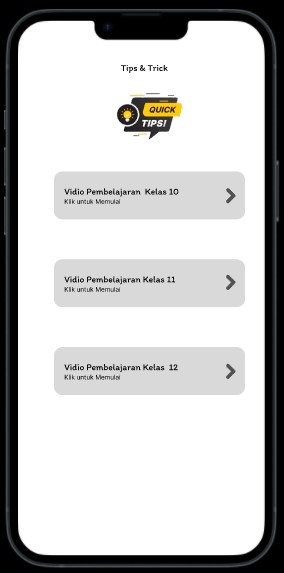 Tips & Trick
QUICK
TIPS!
Vidio Pembelajaran Kelas 10
Klik untuk Memulai
Vidio Pembelajaran Kelas 11
Klik untuk Memulai
Vidio Pembelajaran Kelas 12
Klik untuk Memulai